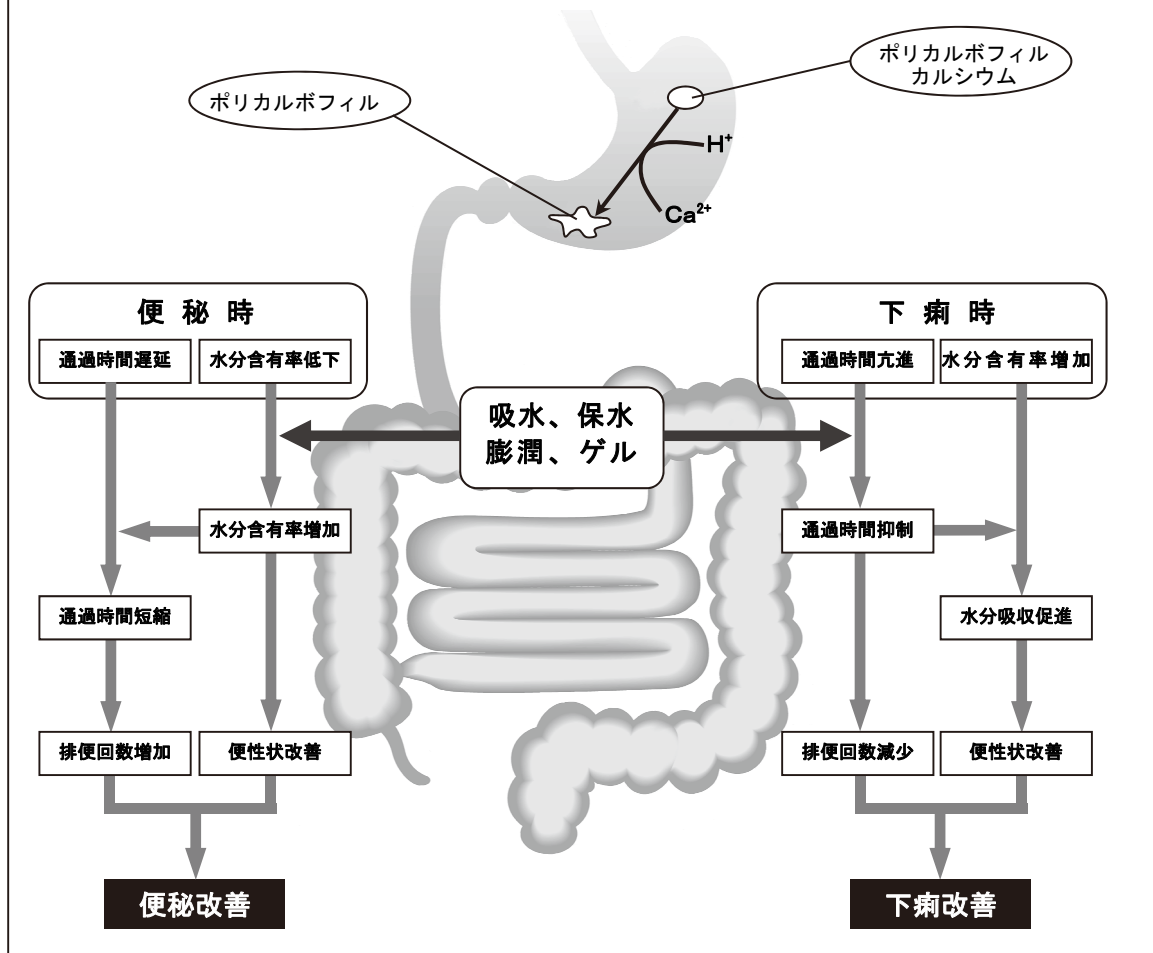 ポリカルボフィル
カルシウム
ポリカルボフィル
H⁺
Ca²⁺
便秘時
通過時間遅延
水分含有率低下
下痢時
通過時間亢進
水分含有率増加
吸水、保水
膨潤、ゲル
水分含有率増加
通過時間抑制
通過時間短縮
水分吸収促進
排便回数増加
便性状改善
排便回数減少
便性状改善
便秘改善
下痢改善